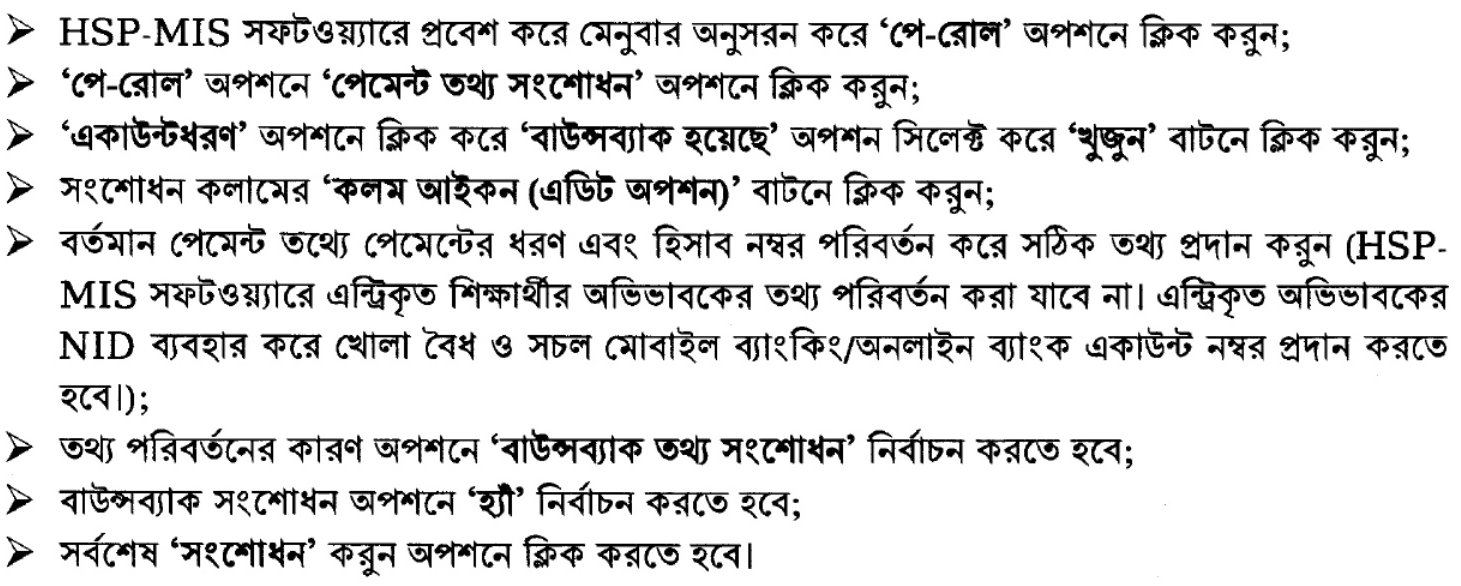 ➢ HSP-MIS সফটওয়্যারে প্রবেশ করে মেনুবার অনুসরন করে ‘পে-রোল’ অপশনে ক্লিক করুন;
➢ ‘পে-রোল’ অপশনে ‘পেমেন্ট তথ্য সংশোধন’ অপশনে ক্লিক করুন;
➢ ‘একাউন্টধরণ’ অপশনে ক্লিক করে ‘বাউন্সব্যাক হয়েছে’ অপশন সিলেক্ট করে ‘খুজুন’ বাটনে ক্লিক করুন;
➢ সংশোধন কলামের ‘কলম আইকন (এডিট অপশন)’ বাটনে ক্লিক করুন;
➢ বর্তমান পেমেন্ট তথ্যে পেমেন্টের ধরণ এবং হিসাব নম্বর পরিবর্তন করে সঠিক তথ্য প্রদান করুন (HSP-
MIS সফটওয়্যারে এন্ট্রিকৃত শিক্ষার্থীর অভিভাবকের তথ্য পরিবর্তন করা যাবে না। এন্ট্রিকৃত অভিভাবকের
NID ব্যবহার করে খোলা বৈধ ও সচল মোবাইল ব্যাংকিং/অনলাইন ব্যাংক একাউন্ট নম্বর প্রদান করতে
হবে।);
➢ তথ্য পরিবর্তনের কারণ অপশনে ‘বাউন্সব্যাক তথ্য সংশোধন’ নির্বাচন করতে হবে;
➢ বাউন্সব্যাক সংশোধন অপশনে ‘হ্যাঁ’ নির্বাচন করতে হবে;
➢ সর্বশেষ ‘সংশোধন’ করুন অপশনে ক্লিক করতে হবে।